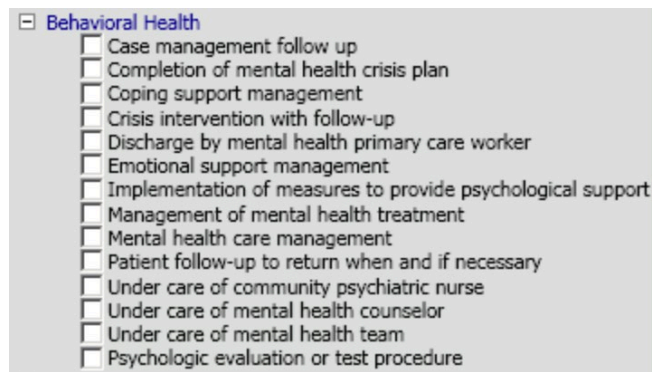 Behavioral Health
Case management follow up
Completion of mental health crisis plan
Coping support management
Crisis intervention with follow-up
Discharge by mental health primary care worker
Emotional support management
Implementation of measures to provide psychological support
Management of mental health treatment
Mental health care management
Patient follow-up to return when and if necessary
Under care of community psychiatric nurse
Under care of mental health counselor
Under care of mental health team
Psychologic evaluation or test procedure